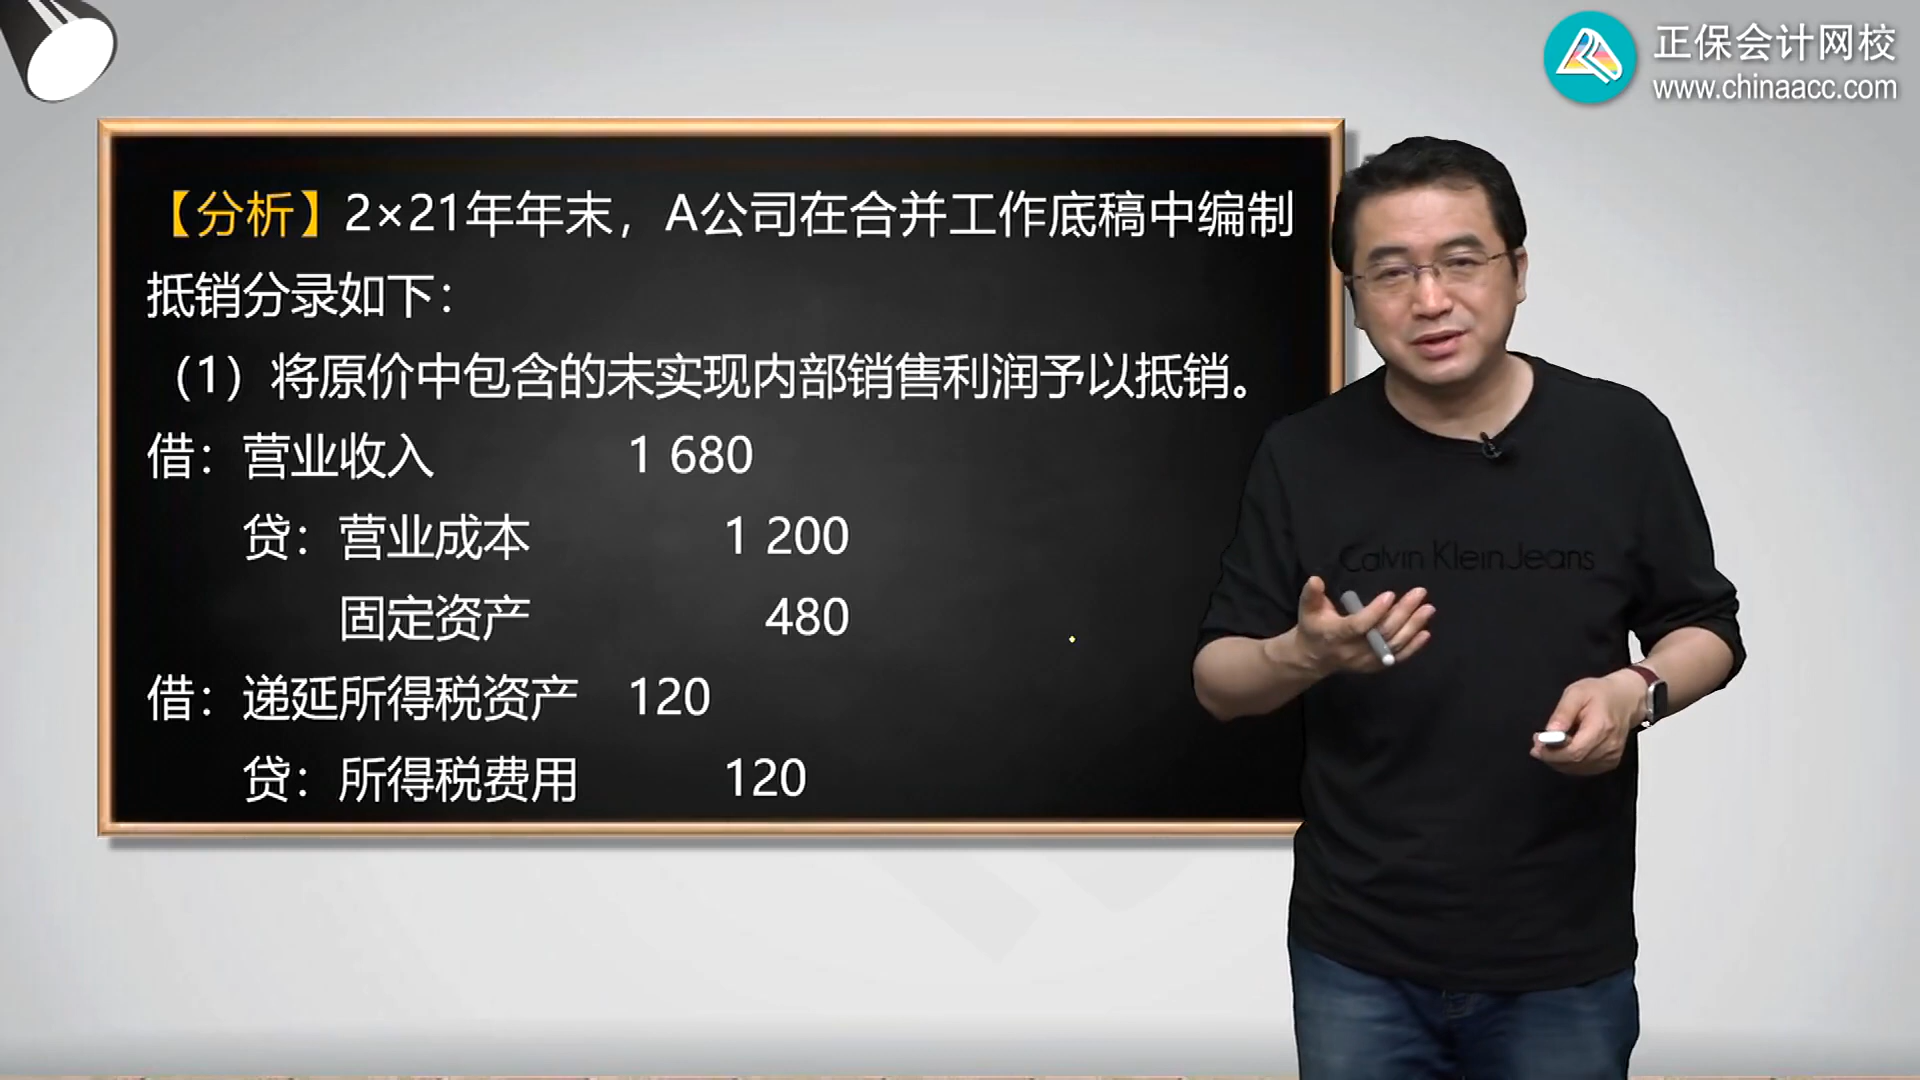 正保会计网校
www.chinaacc.com
【分析】2×21年年末，A公司在合并工作底稿中编制
抵销分录如下：
（1）将原价中包含的未实现内部销售利润予以抵销。
借：营业收入 1 680
贷：营业成本 1 200
固定资产 480
借：递延所得税资产 120
贷：所得税费用 120
Calvin Klein Jeans